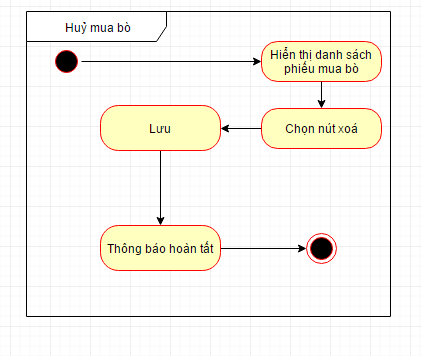 Huỷ mua bò
Hiển thị danh sách
phiếu mua bò
Chọn nút xoá
Lưu
Thông báo hoàn tất